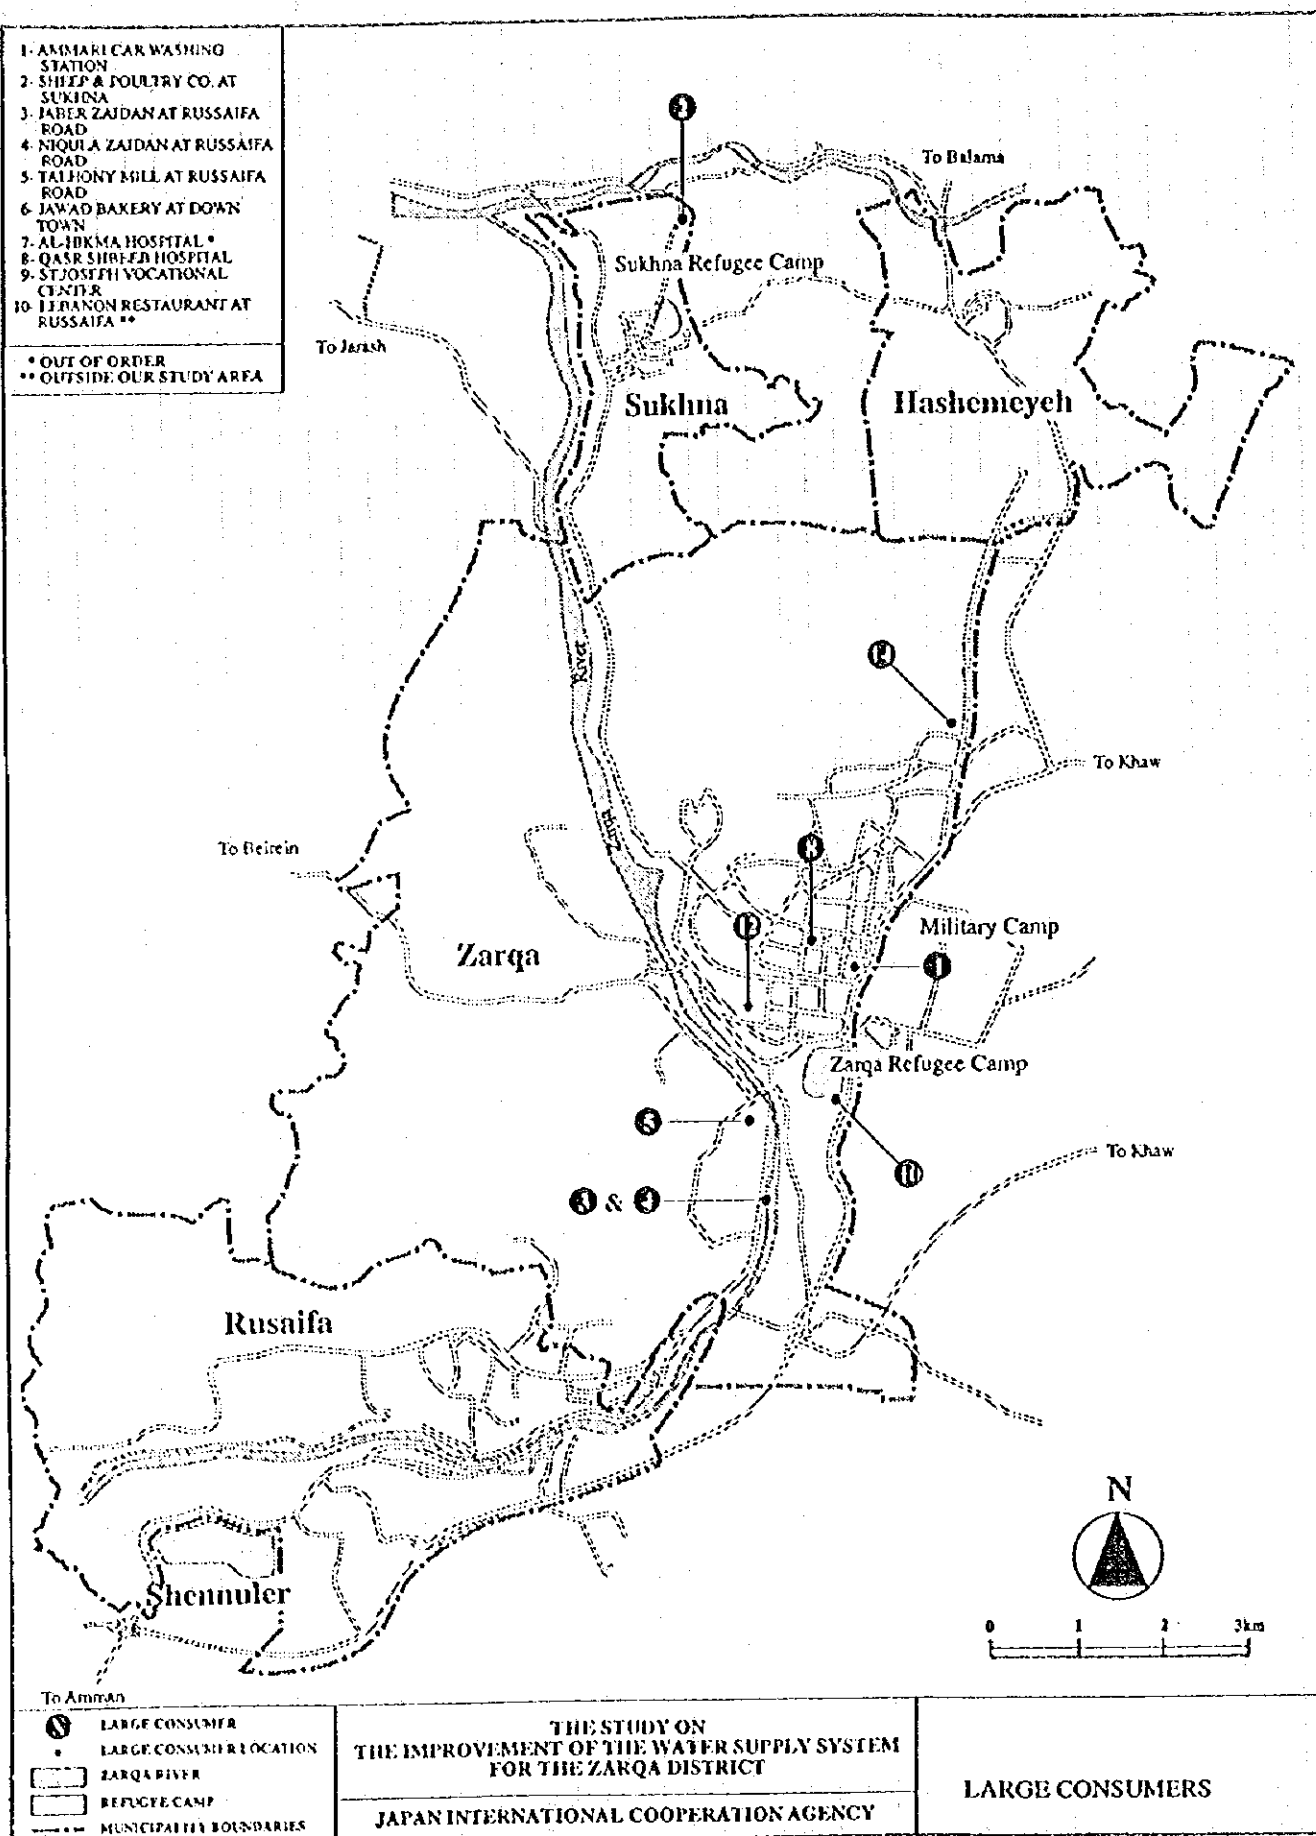 1- AMMARI CAR WASHING
STATION
2- SHEEP & POULTRY CO. AT
SUKHNA
3- JABER ZAIDAN AT RUSSAIFA
ROAD
4- NIQULA ZAIDAN AT RUSSAIFA
ROAD
5- TALHONY MILL AT RUSSAIFA
ROAD
6- JAWAD BAKERY AT DOWN
TOWN
7- AL-HIKMA HOSPITAL *
8- QASR SHBEEB HOSPITAL
9- ST.JOSEPH VOCATIONAL
CENTER
10- LEBANON RESTAURANT AT
RUSSAIFA **
* OUT OF ORDER
** OUTSIDE OUR STUDY AREA
To Balama
Sukhna Refugee Camp
To Jarash
Sukhna
Hashemeyeh
River
To Khaw
Zarqa
To Beirein
Military Camp
Zarqa
1
Zarqa Refugee Camp
To Khaw
&
Rusaifa
N
Shennuler
0 1 2 3km
To Amman
LARGE CONSUMER
LARGE CONSUMER LOCATION
ZARQA RIVER
REFUGEE CAMP
MUNICIPALITY BOUNDARIES
THE STUDY ON
THE IMPROVEMENT OF THE WATER SUPPLY SYSTEM
FOR THE ZARQA DISTRICT
JAPAN INTERNATIONAL COOPERATION AGENCY
LARGE CONSUMERS